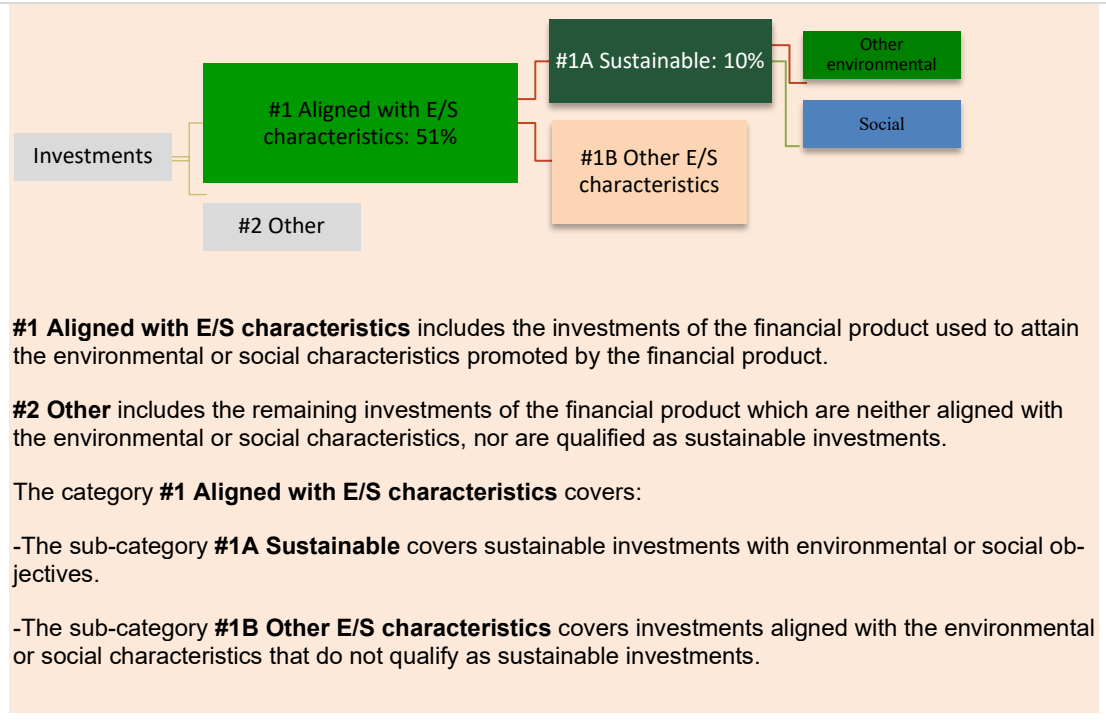 #1A Sustainable: 10%
Other
environmental
#1 Aligned with E/S
characteristics: 51%
Social
Investments
#1B Other E/S
characteristics
#2 Other
#1 Aligned with E/S characteristics includes the investments of the financial product used to attain
the environmental or social characteristics promoted by the financial product.
#2 Other includes the remaining investments of the financial product which are neither aligned with
the environmental or social characteristics, nor are qualified as sustainable investments.
The category #1 Aligned with E/S characteristics covers:
-The sub-category #1A Sustainable covers sustainable investments with environmental or social ob-
jectives.
-The sub-category #1B Other E/S characteristics covers investments aligned with the environmental
or social characteristics that do not qualify as sustainable investments.